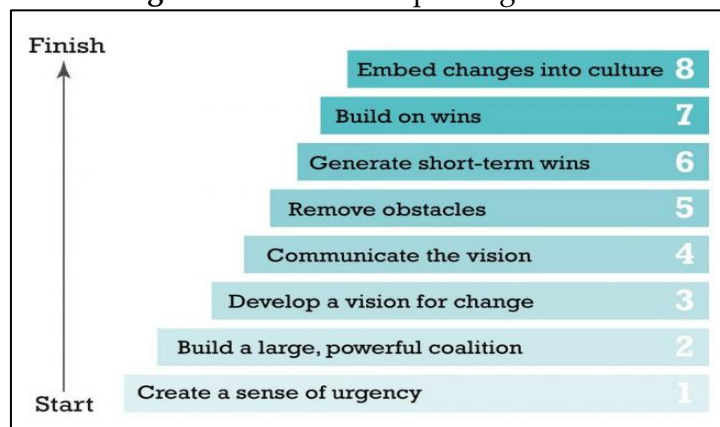 Finish
Embed changes into culture 8
Build on wins 7
Generate short-term wins 6
Remove obstacles 5
Communicate the vision 4
Develop a vision for change 3
Build a large, powerful coalition 2
Create a sense of urgency 1
Start